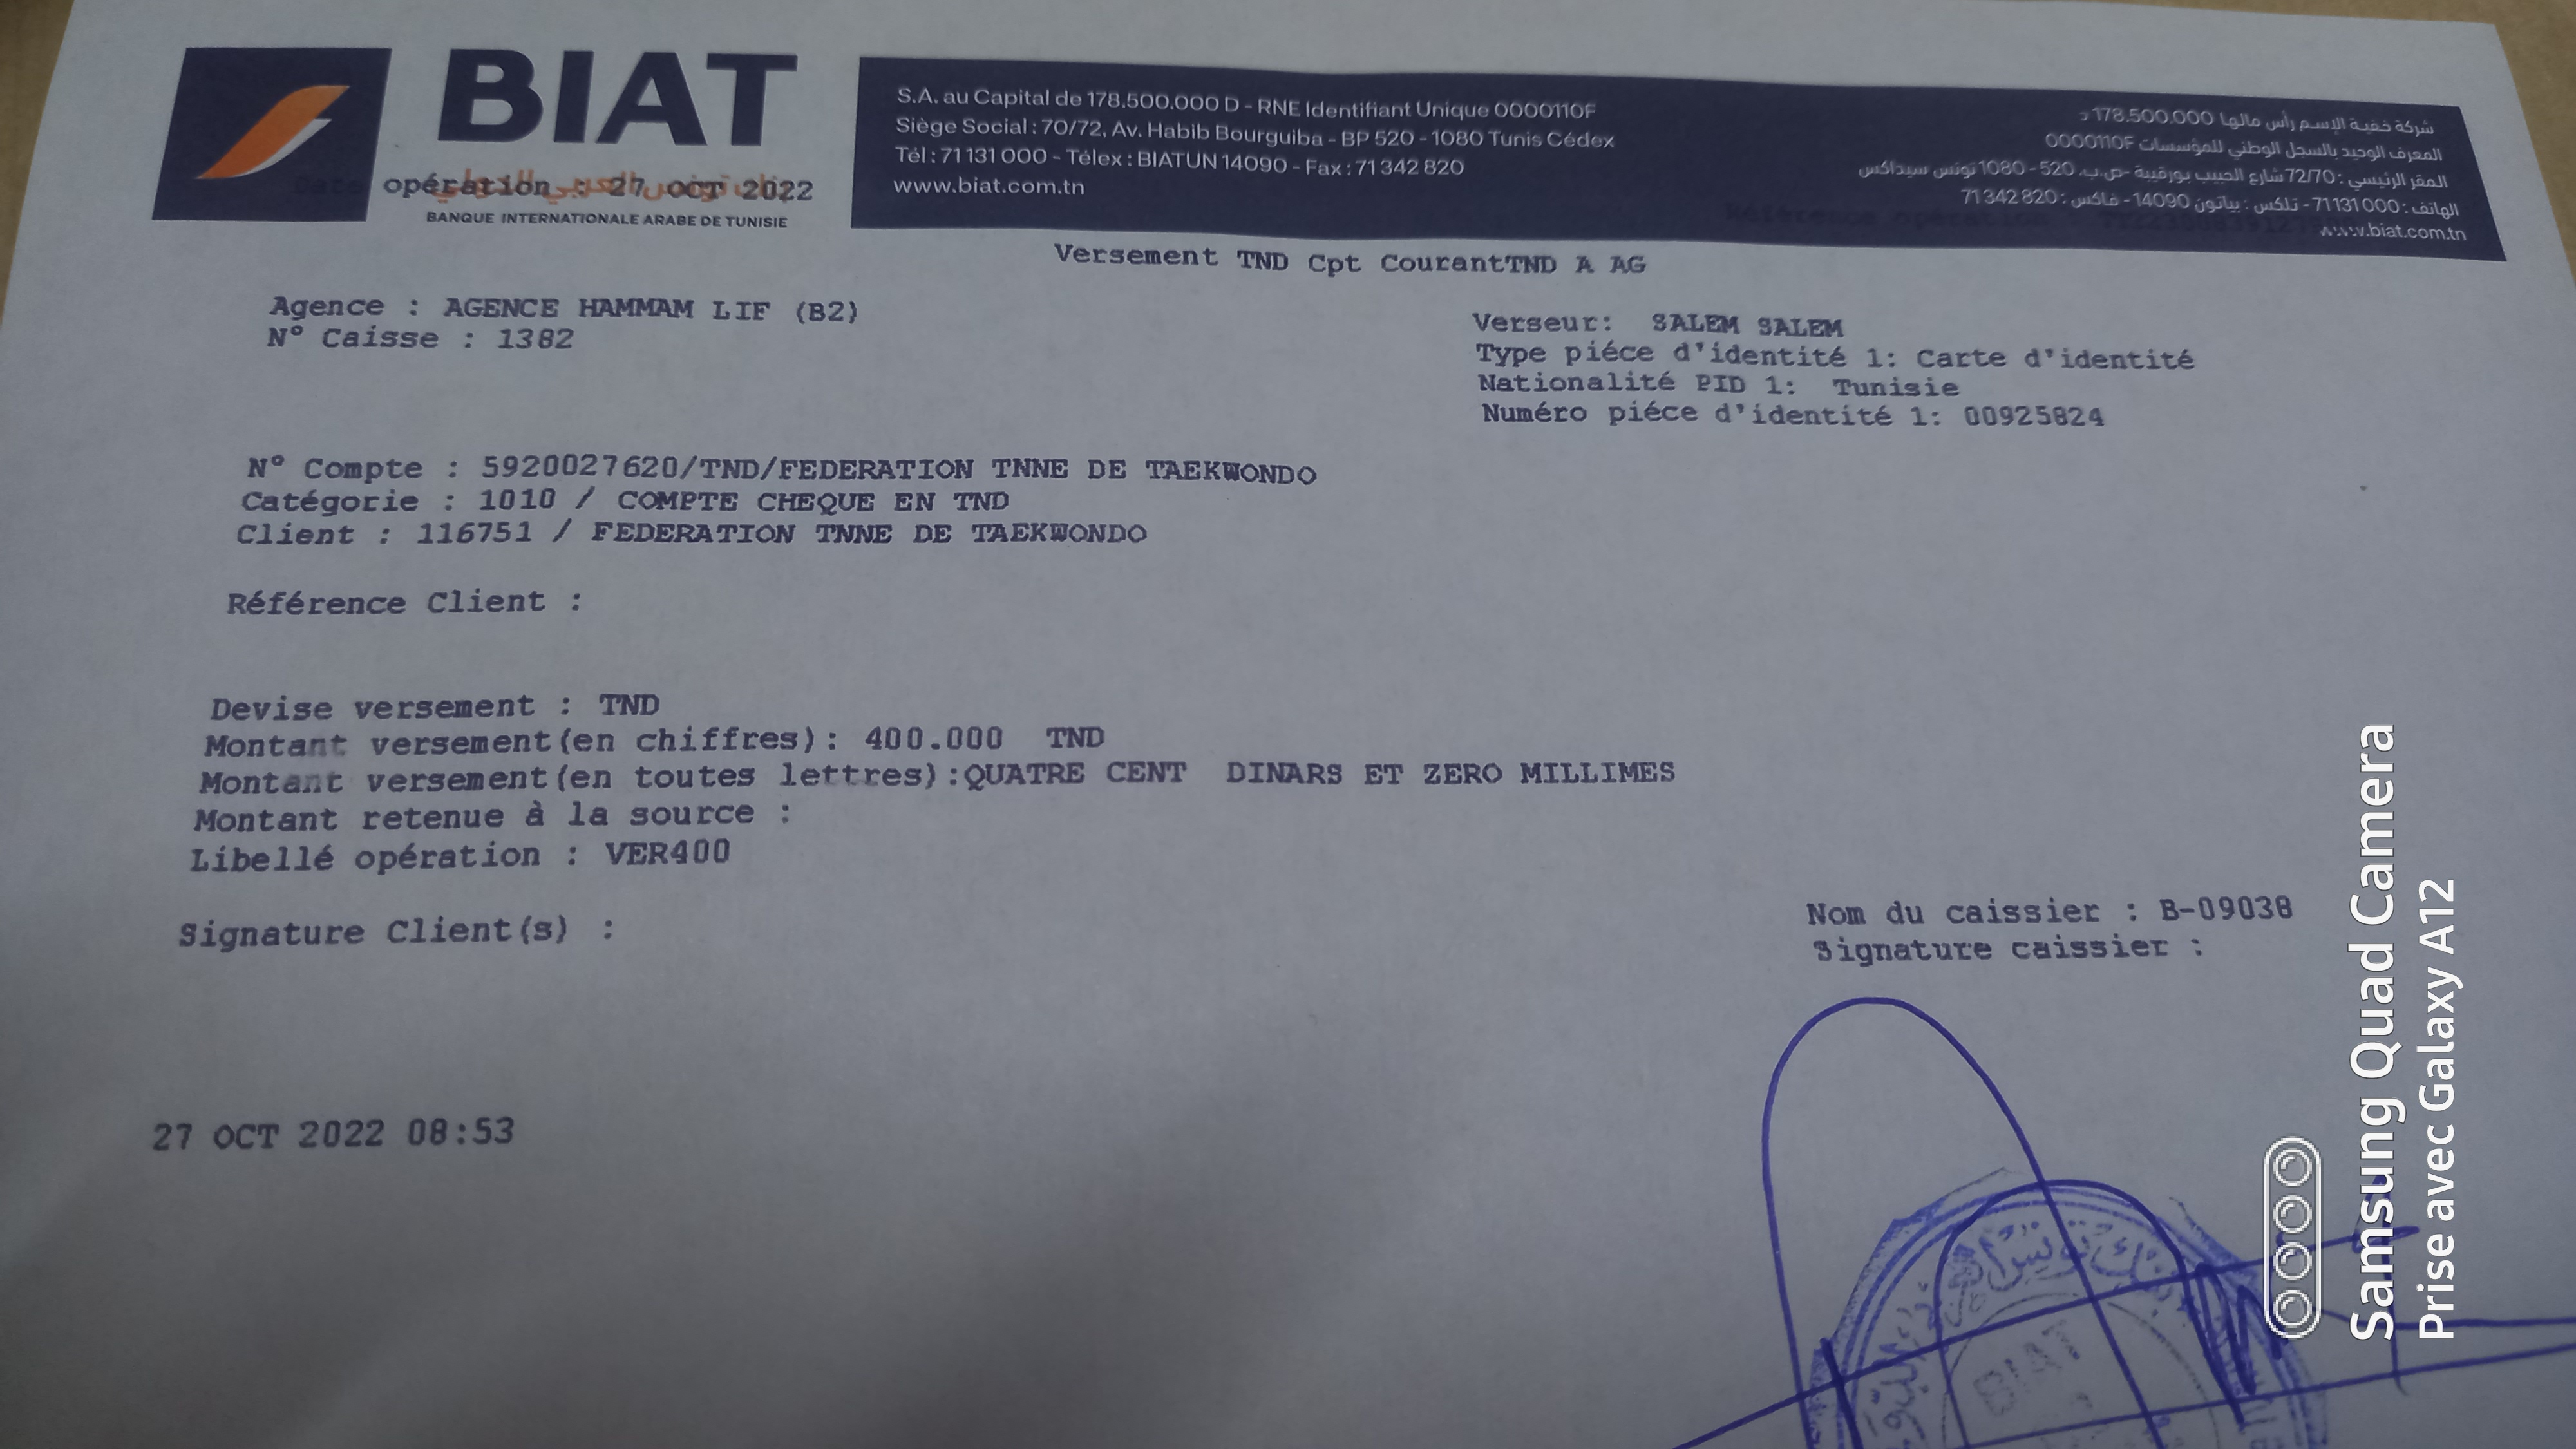 BIAT
Date opération : 27 OCT 2022
BANQUE INTERNATIONALE ARABE DE TUNISIE
S.A. au Capital de 178.500.000 D - RNE Identifiant Unique 0000110F
Siège Social : 70/72, Av. Habib Bourguiba - BP 520 - 1080 Tunis Cédex
Tél : 71 131 000 - Télex : BIATUN 14090 - Fax : 71 342 820
www.biat.com.tn
شركة خفية الإسم رأس مالها 178.500.000 د
المعرف الوحيد بالسجل الوطني للمؤسسات 0000110F
المقر الرئيسي : 72/70 شارع الحبيب بورقيبة -ص.ب. 520 - 1080 تونس سيداكس
الهاتف : 71131000 - تلكس : بياتون 14090 - فاكس : 71342820
www.biat.com.tn
Référence opération :
Versement TND Cpt CourantTND A AG
Agence : AGENCE HAMMAM LIF (B2)
N° Caisse : 1382
Verseur: SALEM SALEM
Type piéce d'identité 1: Carte d'identité
Nationalité PID 1: Tunisie
Numéro piéce d'identité 1: 00925824
N° Compte : 5920027620/TND/FEDERATION TNNE DE TAEKWONDO
Catégorie : 1010 / COMPTE CHEQUE EN TND
Client : 116751 / FEDERATION TNNE DE TAEKWONDO
Référence Client :
Devise versement : TND
Montant versement(en chiffres): 400.000 TND
Montant versement(en toutes lettres):QUATRE CENT DINARS ET ZERO MILLIMES
Montant retenue à la source :
Libellé opération : VER400
Signature Client(s) :
Nom du caissier : B-09038
Signature caissier :
27 OCT 2022 08:53
BIAT
Samsung Quad Camera
Prise avec Galaxy A12